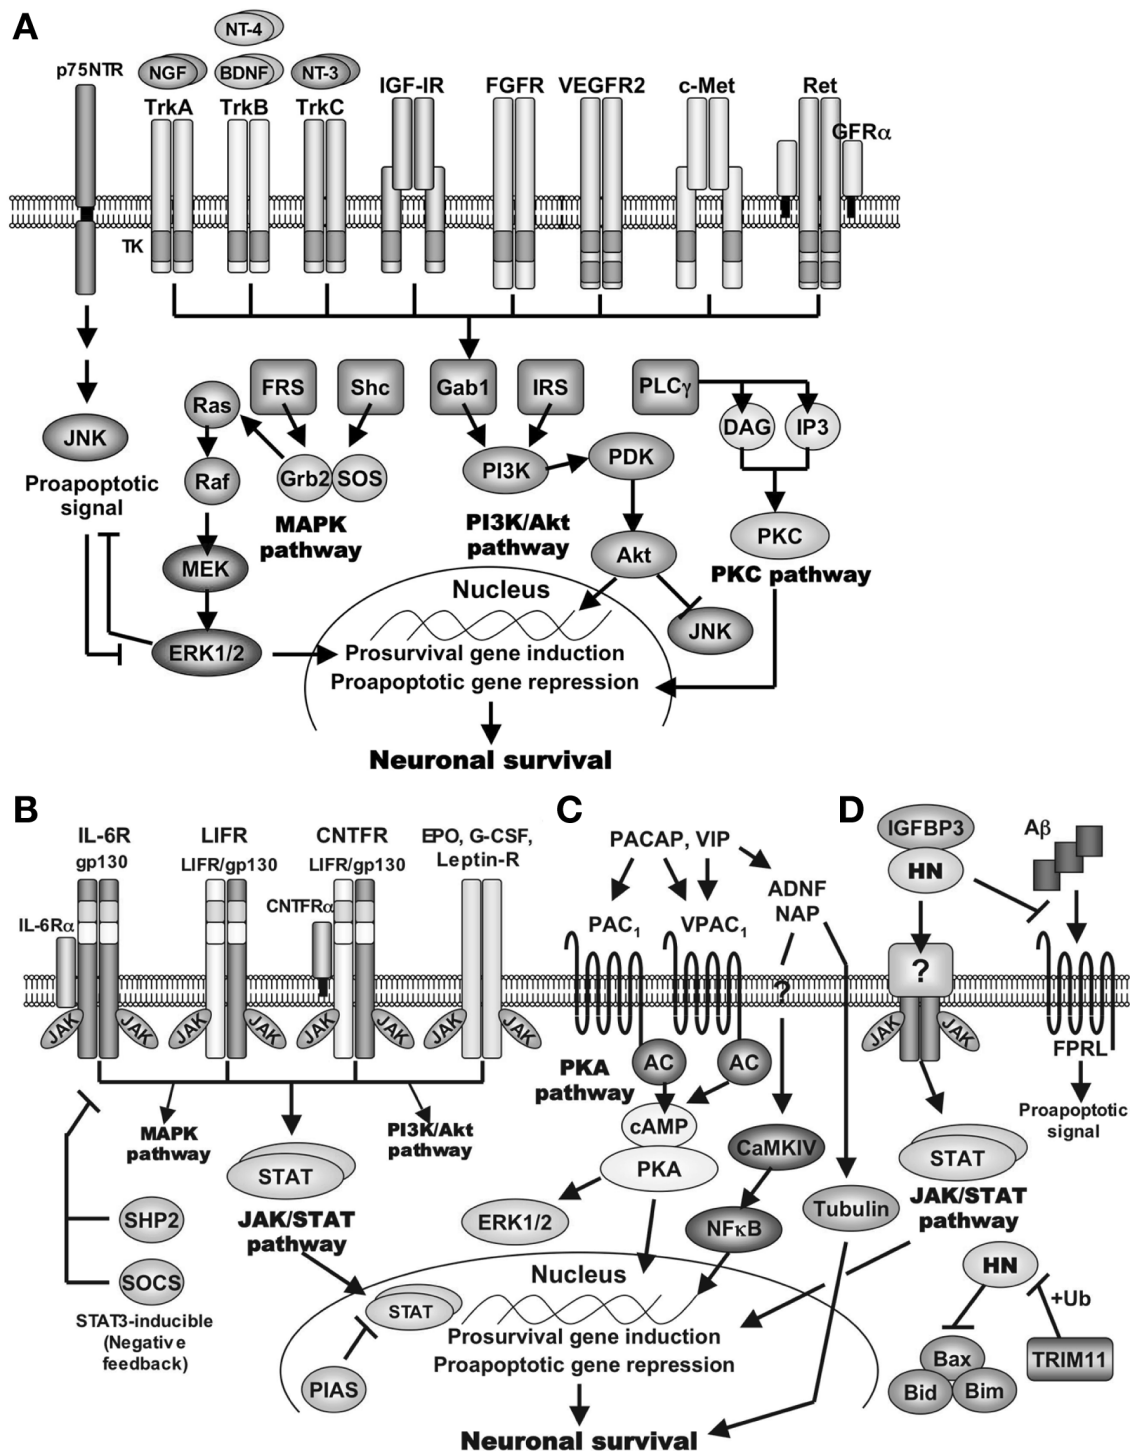 A
NT-4
p75NTR
NGF
BDNF
NT-3
TrkA
TrkB
TrkC
IGF-IR
FGFR
VEGFR2
c-Met
Ret
GFRα
TK
FRS
Shc
Gab1
IRS
PLCγ
Ras
DAG
IP3
JNK
Raf
Grb2
SOS
PI3K
PDK
Proapoptotic
signal
MAPK
pathway
PI3K/Akt
pathway
PKC
Akt
MEK
PKC pathway
Nucleus
JNK
ERK1/2
Prosurvival gene induction
Proapoptotic gene repression
Neuronal survival
B
IL-6R
gp130
LIFR
LIFR/gp130
CNTFR
LIFR/gp130
EPO, G-CSF,
Leptin-R
IL-6Rα
CNTFRα
JAK
JAK
JAK
JAK
JAK
JAK
JAK
JAK
MAPK
pathway
PI3K/Akt
pathway
STAT
JAK/STAT
pathway
SHP2
SOCS
STAT3-inducible
(Negative
feedback)
STAT
PIAS
C
PACAP, VIP
ADNF
NAP
PAC1
VPAC1
?
PKA
pathway
AC
AC
cAMP
PKA
CaMKIV
ERK1/2
NFκB
Tubulin
Nucleus
Prosurvival gene induction
Proapoptotic gene repression
Neuronal survival
D
IGFBP3
HN
Aβ
?
JAK
JAK
FPRL
Proapoptotic
signal
STAT
JAK/STAT
pathway
HN
+Ub
TRIM11
Bax
Bid
Bim